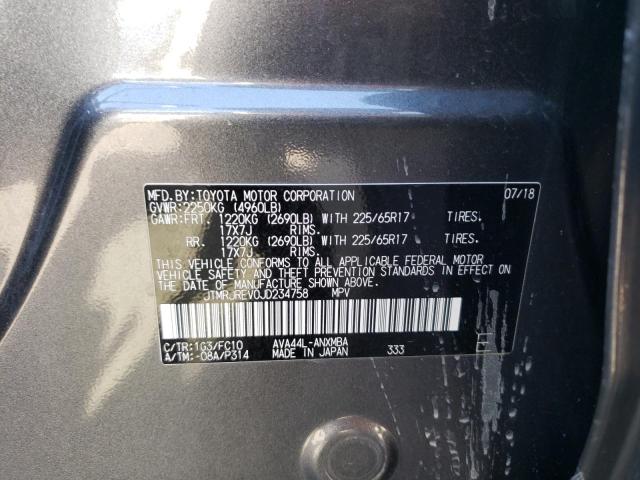 MFD.BY:TOYOTA MOTOR CORPORATION 07/18
GVWR:2250KG (4960LB)
GAWR:FRT. 1220KG (2690LB) WITH 225/65R17 TIRES.
17X7J RIMS.
RR. 1220KG (2690LB) WITH 225/65R17 TIRES.
17X7J RIMS.
THIS VEHICLE CONFORMS TO ALL APPLICABLE FEDERAL MOTOR
VEHICLE SAFETY AND THEFT PREVENTION STANDARDS IN EFFECT ON
THE DATE OF MANUFACTURE SHOWN ABOVE.
JTMRJREV0JD234758 MPV
C/TR:1G3/FC10 AVA44L-ANXMBA
A/TM:-08A/P314 MADE IN JAPAN 333 E